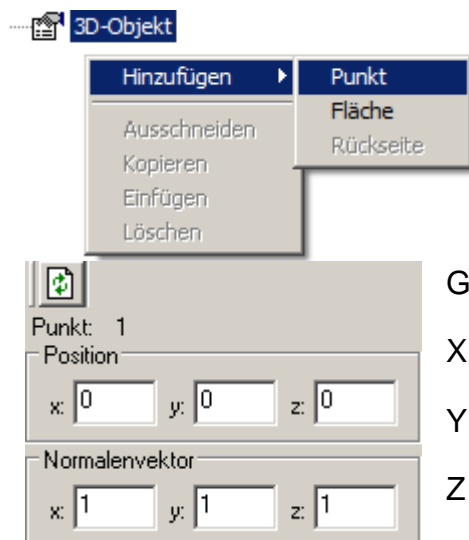 3D-Objekt
Hinzufügen Punkt
Fläche
Ausschneiden Rückseite
Kopieren
Einfügen
Löschen
G
Punkt: 1
Position X
x: 0 y: 0 z: 0
Y
Normalenvektor
x: 1 y: 1 z: 1 Z